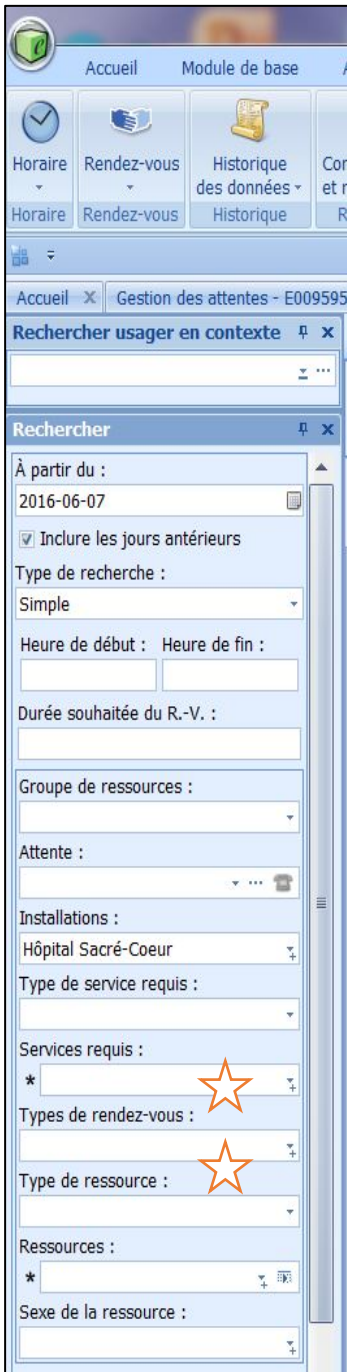 Accueil Module de base A
Horaire Rendez-vous Historique des données Con et r
Horaire Rendez-vous Historique R
Accueil X Gestion des attentes - E009595
Rechercher usager en contexte
Rechercher
À partir du :
2016-06-07
Inclure les jours antérieurs
Type de recherche :
Simple
Heure de début : Heure de fin :
Durée souhaitée du R.-V. :
Groupe de ressources :
Attente :
Installations :
Hôpital Sacré-Coeur
Type de service requis :
Services requis :
*
Types de rendez-vous :
Type de ressource :
Ressources :
*
Sexe de la ressource :